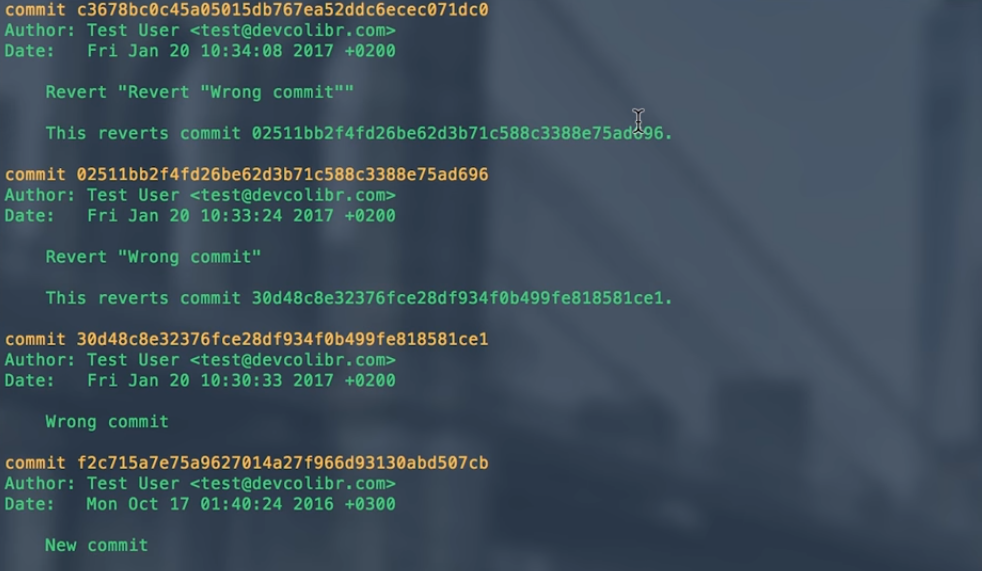 commit c3678bc0c45a05015db767ea52ddc6ecec071dc0
Author: Test User <test@devcolibr.com>
Date:   Fri Jan 20 10:34:08 2017 +0200
Revert "Revert "Wrong commit""
This reverts commit 02511bb2f4fd26be62d3b71c588c3388e75ad696.
commit 02511bb2f4fd26be62d3b71c588c3388e75ad696
Author: Test User <test@devcolibr.com>
Date:   Fri Jan 20 10:33:24 2017 +0200
Revert "Wrong commit"
This reverts commit 30d48c8e32376fce28df934f0b499fe818581ce1.
commit 30d48c8e32376fce28df934f0b499fe818581ce1
Author: Test User <test@devcolibr.com>
Date:   Fri Jan 20 10:30:33 2017 +0200
Wrong commit
commit f2c715a7e75a9627014a27f966d93130abd507cb
Author: Test User <test@devcolibr.com>
Date:   Mon Oct 17 01:40:24 2016 +0300
New commit